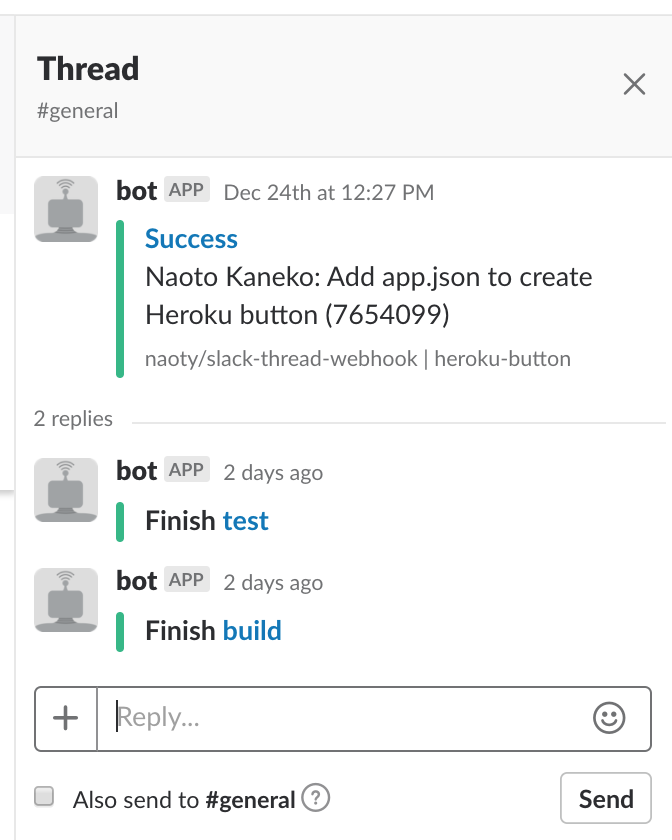 Thread
#general
bot APP Dec 24th at 12:27 PM
Success
Naoto Kaneko: Add app.json to create
Heroku button (7654099)
naoty/slack-thread-webhook | heroku-button
2 replies
bot APP 2 days ago
Finish test
bot APP 2 days ago
Finish build
Reply...
Also send to #general ?
Send